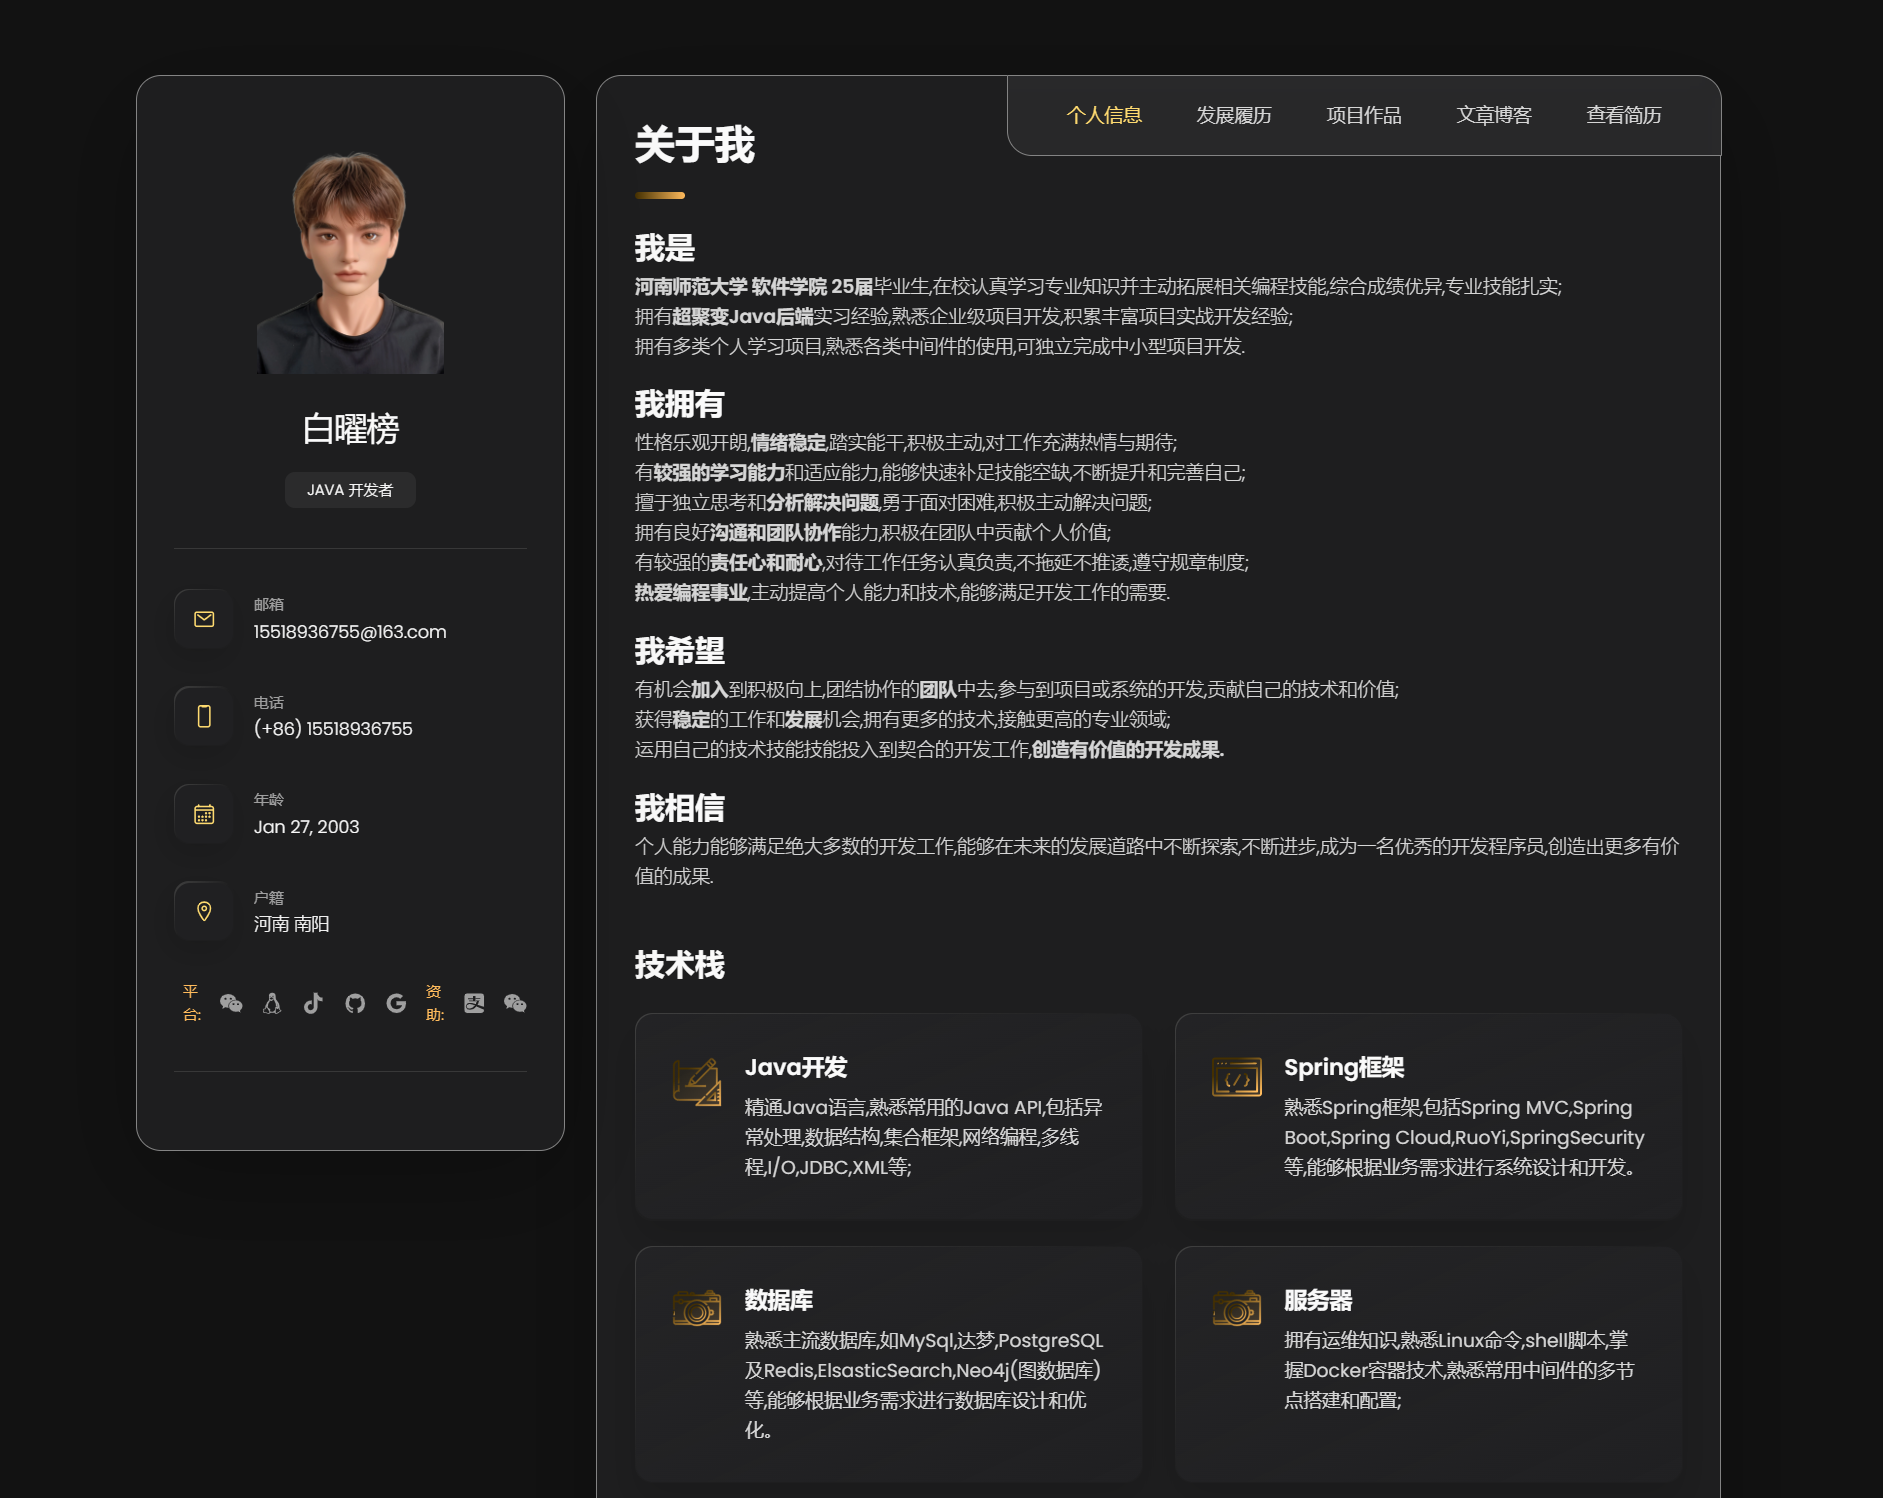 白曜榜
JAVA 开发者
邮箱
15518936755@163.com
电话
(+86) 15518936755
年龄
Jan 27, 2003
户籍
河南 南阳
平
台:
资
助:
个人信息 发展履历 项目作品 文章博客 查看简历
关于我
我是
河南师范大学 软件学院 25届毕业生,在校认真学习专业知识并主动拓展相关编程技能,综合成绩优异,专业技能扎实;
拥有超聚变Java后端实习经验,熟悉企业级项目开发,积累丰富项目实战开发经验;
拥有多类个人学习项目,熟悉各类中间件的使用,可独立完成中小型项目开发.
我拥有
性格乐观开朗,情绪稳定,踏实能干,积极主动,对工作充满热情与期待;
有较强的学习能力和适应能力,能够快速补足技能空缺,不断提升和完善自己;
擅于独立思考和分析解决问题,勇于面对困难,积极主动解决问题;
拥有良好沟通和团队协作能力,积极在团队中贡献个人价值;
有较强的责任心和耐心,对待工作任务认真负责,不拖延不推诿,遵守规章制度;
热爱编程事业,主动提高个人能力和技术,能够满足开发工作的需要.
我希望
有机会加入到积极向上,团结协作的团队中去,参与到项目或系统的开发,贡献自己的技术和价值;
获得稳定的工作和发展机会,拥有更多的技术,接触更高的专业领域;
运用自己的技术技能技能投入到契合的开发工作,创造有价值的开发成果.
我相信
个人能力能够满足绝大多数的开发工作,能够在未来的发展道路中不断探索,不断进步,成为一名优秀的开发程序员,创造出更多有价
值的成果.
技术栈
Java开发
精通Java语言,熟悉常用的Java API,包括异
常处理,数据结构,集合框架,网络编程,多线
程,I/O,JDBC,XML等;
Spring框架
熟悉Spring框架,包括Spring MVC,Spring
Boot,Spring Cloud,RuoYi,SpringSecurity
等,能够根据业务需求进行系统设计和开发。
数据库
熟悉主流数据库,如MySql,达梦,PostgreSQL
及Redis,ElsasticSearch,Neo4j(图数据库)
等,能够根据业务需求进行数据库设计和优
化。
服务器
拥有运维知识,熟悉Linux命令,shell脚本,掌
握Docker容器技术,熟悉常用中间件的多节
点搭建和配置;